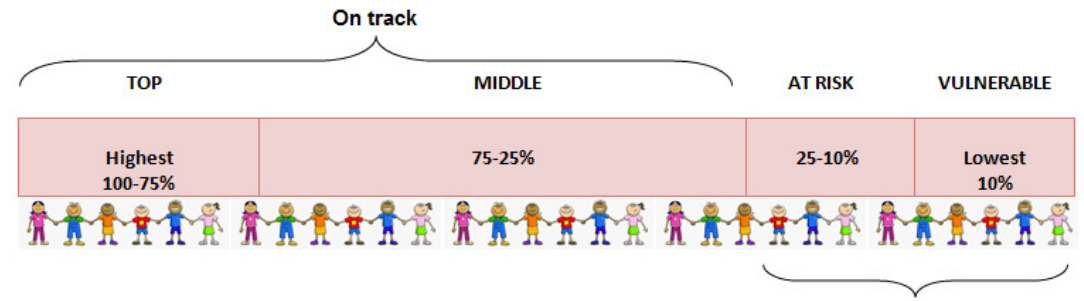 On track
TOP MIDDLE AT RISK VULNERABLE
Highest
100-75%
75-25%
25-10%
Lowest
10%